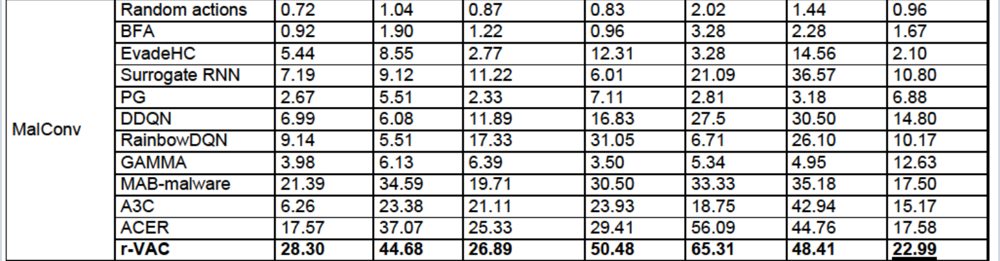 Random actions 0.72 1.04 0.87 0.83 2.02 1.44 0.96
BFA 0.92 1.90 1.22 0.96 3.28 2.28 1.67
EvadeHC 5.44 8.55 2.77 12.31 3.28 14.56 2.10
Surrogate RNN 7.19 9.12 11.22 6.01 21.09 36.57 10.80
PG 2.67 5.51 2.33 7.11 2.81 3.18 6.88
DDQN 6.99 6.08 11.89 16.83 27.5 30.50 14.80
MalConv
RainbowDQN 9.14 5.51 17.33 31.05 6.71 26.10 10.17
GAMMA 3.98 6.13 6.39 3.50 5.34 4.95 12.63
MAB-malware 21.39 34.59 19.71 30.50 33.33 35.18 17.50
A3C 6.26 23.38 21.11 23.93 18.75 42.94 15.17
ACER 17.57 37.07 25.33 29.41 56.09 44.76 17.58
r-VAC 28.30 44.68 26.89 50.48 65.31 48.41 22.99